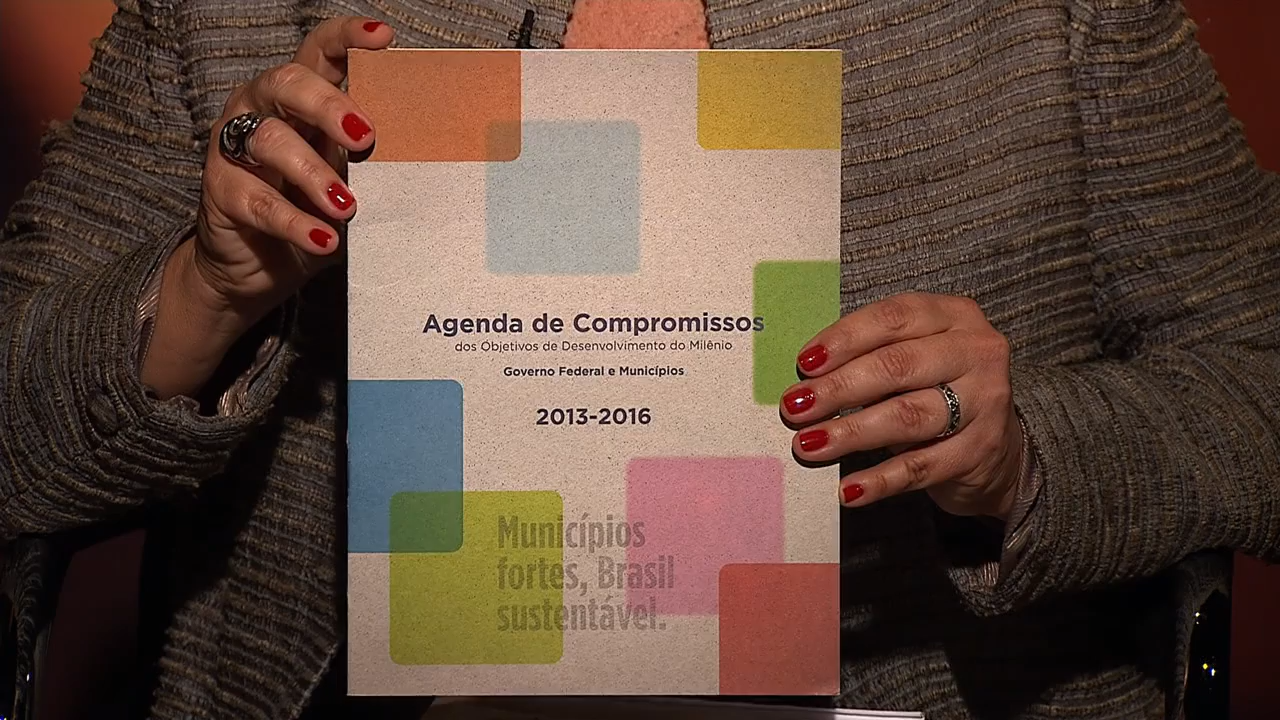 Agenda de Compromissos
dos Objetivos de Desenvolvimento do Milênio
Governo Federal e Municípios
2013-2016
Municípios
fortes, Brasil
sustentável.